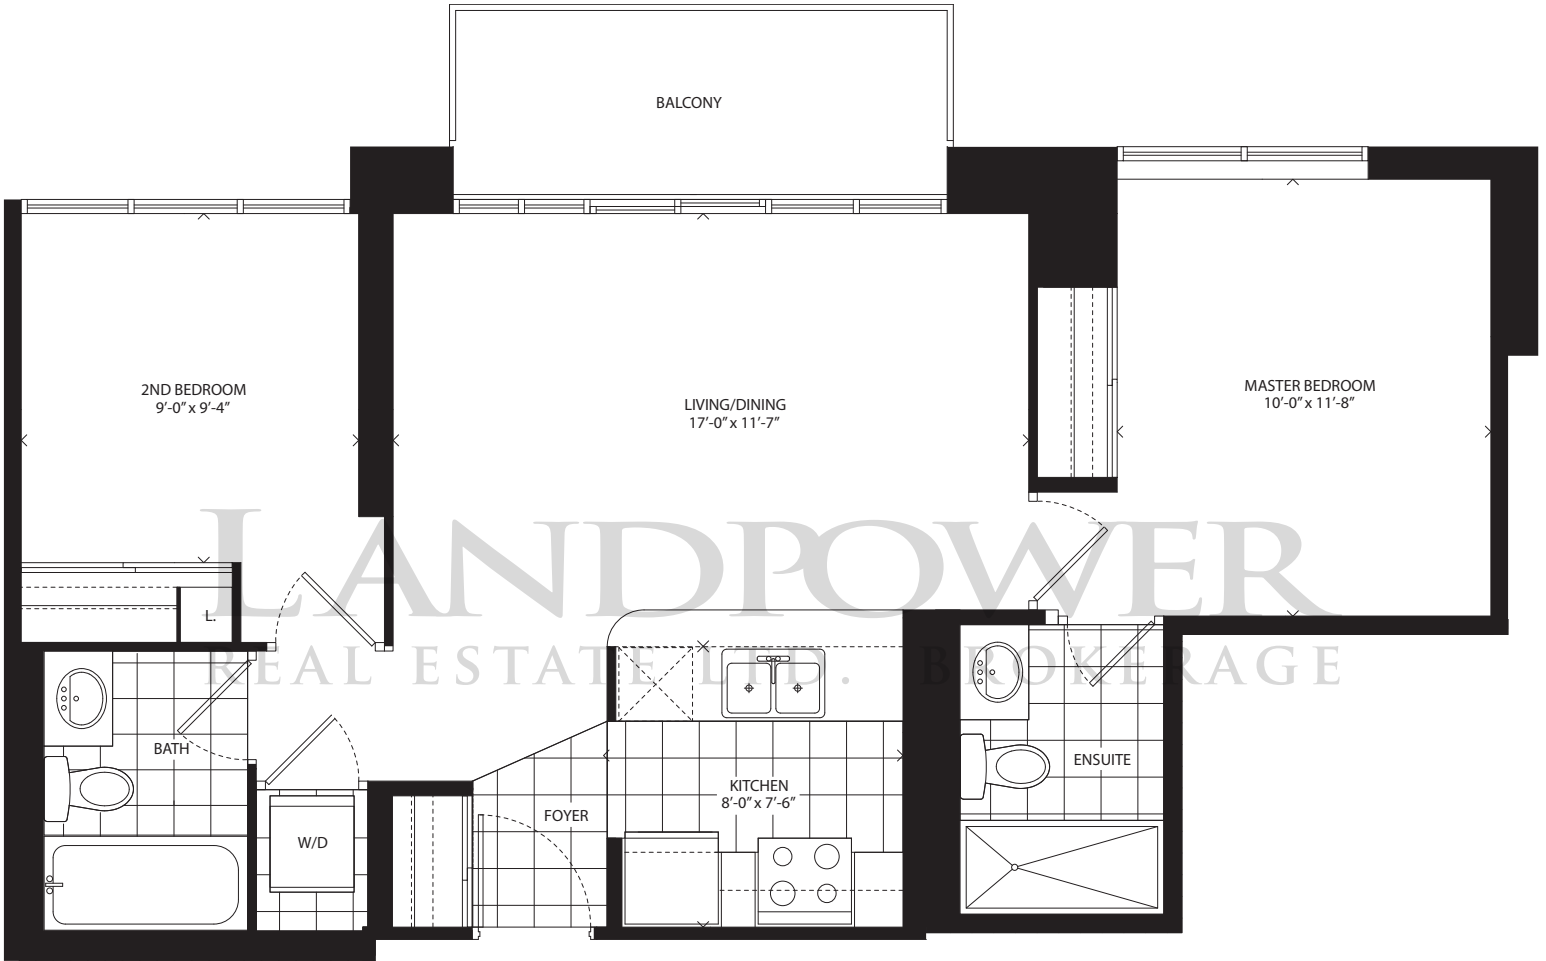 BALCONY
2ND BEDROOM
9’-0” x 9’-4”
LIVING/DINING
17’-0” x 11’-7”
MASTER BEDROOM
10’-0” x 11’-8”
LANDPOWER
REAL ESTATE LTD. BROKERAGE
L.
BATH
ENSUITE
KITCHEN
8’-0” x 7’-6”
FOYER
W/D